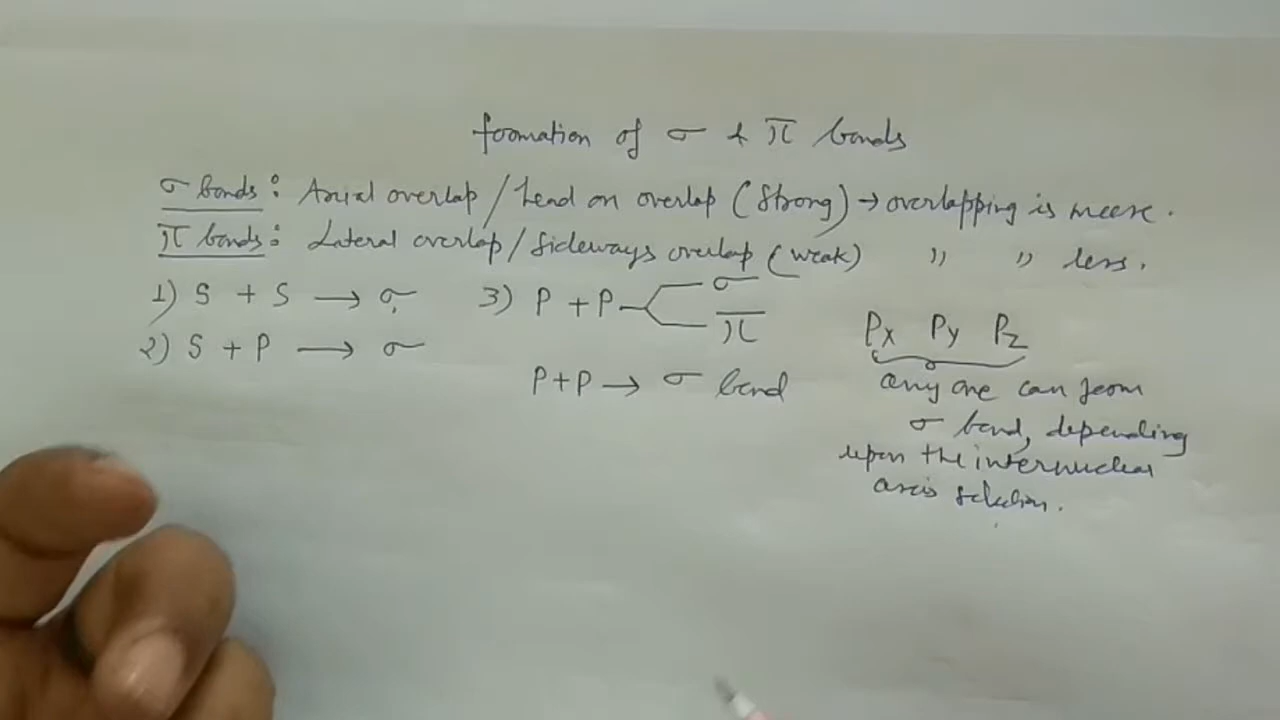 formation of σ & π bonds
σ bonds: Axial overlap / head on overlap (strong) → overlapping is more.
π bonds: Lateral overlap / sideways overlap (weak) " " less.
1) S + S → σ
2) S + P → σ
3) P + P σ
π
P+P → σ bond
Px Py Pz
any one can form
σ bond, depending
upon the internuclear
axis selection.